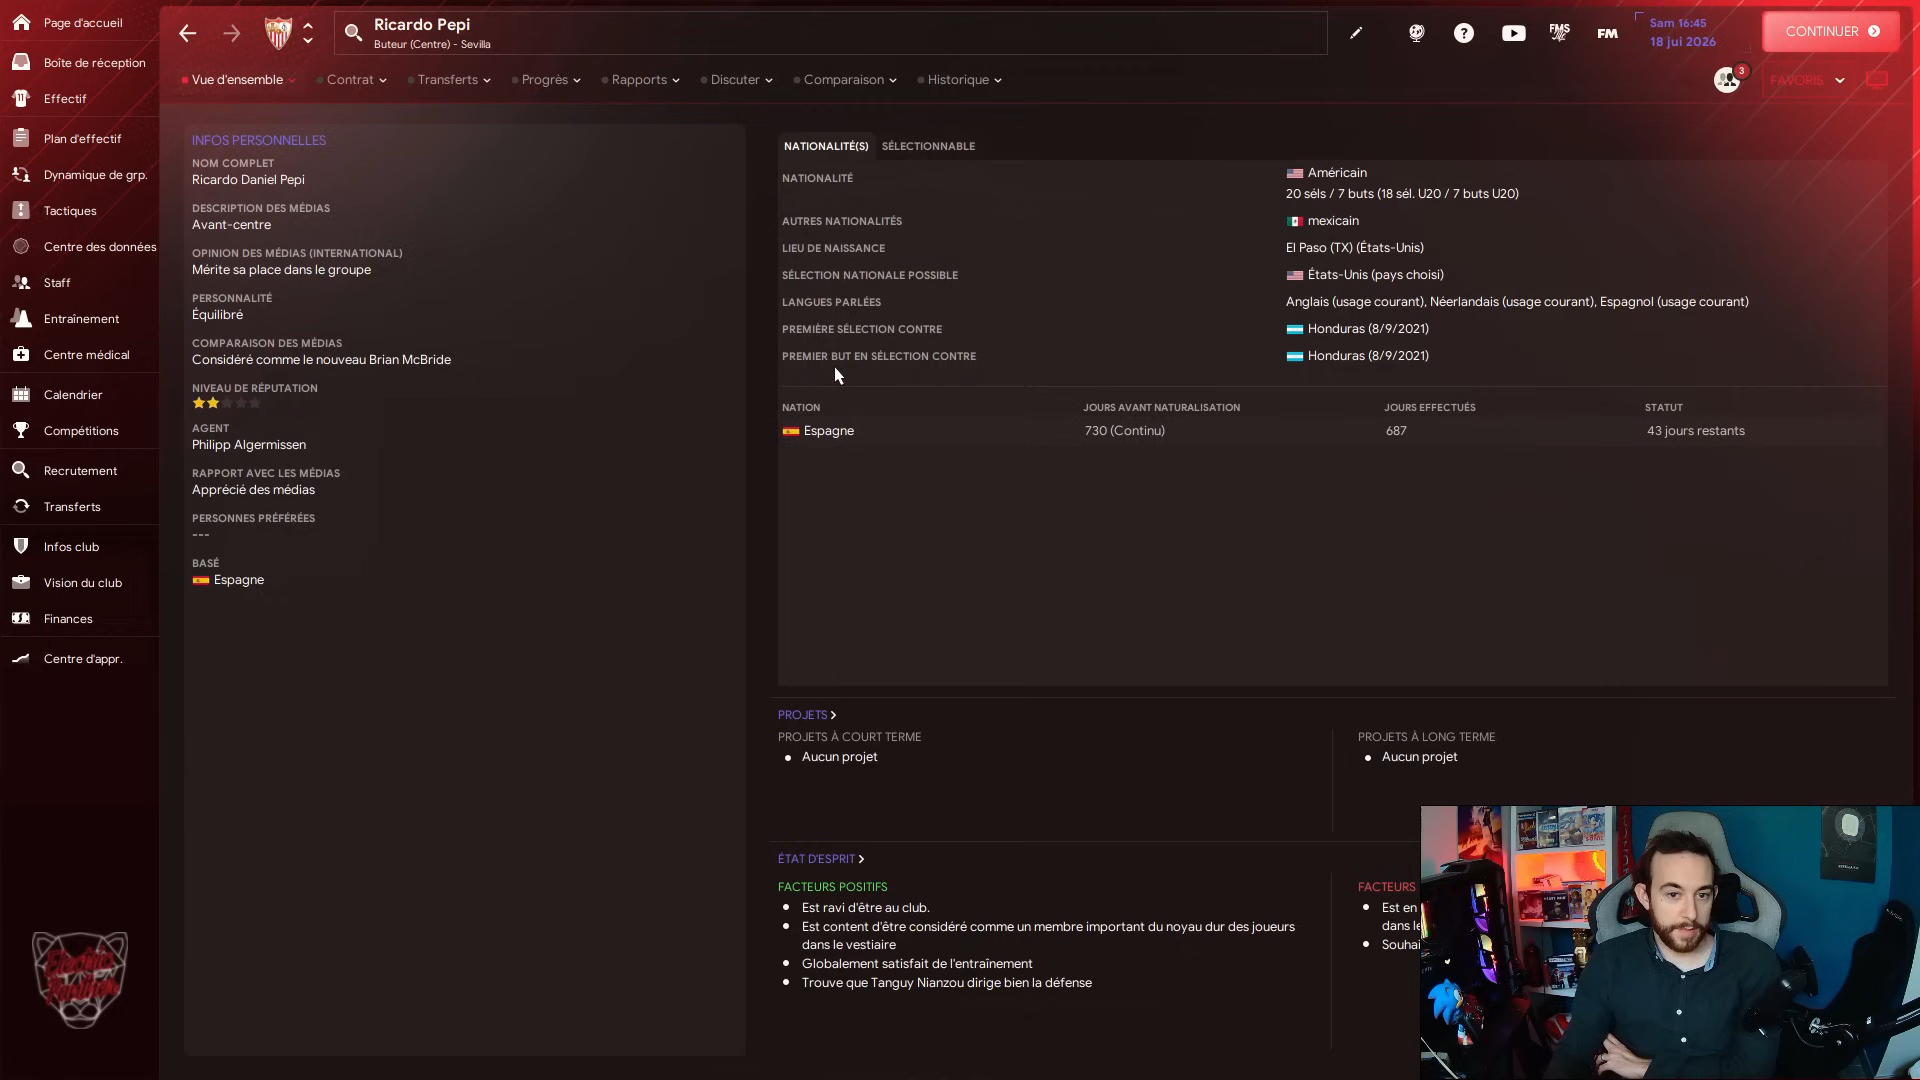 Page d'accueil
Boîte de réception
Effectif
Plan d'effectif
Dynamique de grp.
Tactiques
Centre des données
Staff
Entraînement
Centre médical
Calendrier
Compétitions
Recrutement
Transferts
Infos club
Vision du club
Finances
Centre d'appr.
Ricardo Pepi
Buteur (Centre) - Sevilla
FMS
FM
Sam 16:45
18 jui 2026
CONTINUER
Vue d'ensemble
Contrat
Transferts
Progrès
Rapports
Discuter
Comparaison
Historique
3
FAVORIS
INFOS PERSONNELLES
NOM COMPLET
Ricardo Daniel Pepi
DESCRIPTION DES MÉDIAS
Avant-centre
OPINION DES MÉDIAS (INTERNATIONAL)
Mérite sa place dans le groupe
PERSONNALITÉ
Équilibré
COMPARAISON DES MÉDIAS
Considéré comme le nouveau Brian McBride
NIVEAU DE RÉPUTATION
AGENT
Philipp Algermissen
RAPPORT AVEC LES MÉDIAS
Apprécié des médias
PERSONNES PRÉFÉRÉES
---
BASÉ
Espagne
NATIONALITÉ(S) SÉLECTIONNABLE
NATIONALITÉ Américain
20 séls / 7 buts (18 sél. U20 / 7 buts U20)
AUTRES NATIONALITÉS mexicain
LIEU DE NAISSANCE El Paso (TX) (États-Unis)
SÉLECTION NATIONALE POSSIBLE États-Unis (pays choisi)
LANGUES PARLÉES Anglais (usage courant), Néerlandais (usage courant), Espagnol (usage courant)
PREMIÈRE SÉLECTION CONTRE Honduras (8/9/2021)
PREMIER BUT EN SÉLECTION CONTRE Honduras (8/9/2021)
NATION JOURS AVANT NATURALISATION JOURS EFFECTUÉS STATUT
Espagne 730 (Continu) 687 43 jours restants
PROJETS
PROJETS À COURT TERME
Aucun projet
PROJETS À LONG TERME
Aucun projet
ÉTAT D'ESPRIT
FACTEURS POSITIFS
Est ravi d'être au club.
Est content d'être considéré comme un membre important du noyau dur des joueurs
dans le vestiaire
Globalement satisfait de l'entraînement
Trouve que Tanguy Nianzou dirige bien la défense
FACTEURS
Est en
dans le
Souhai